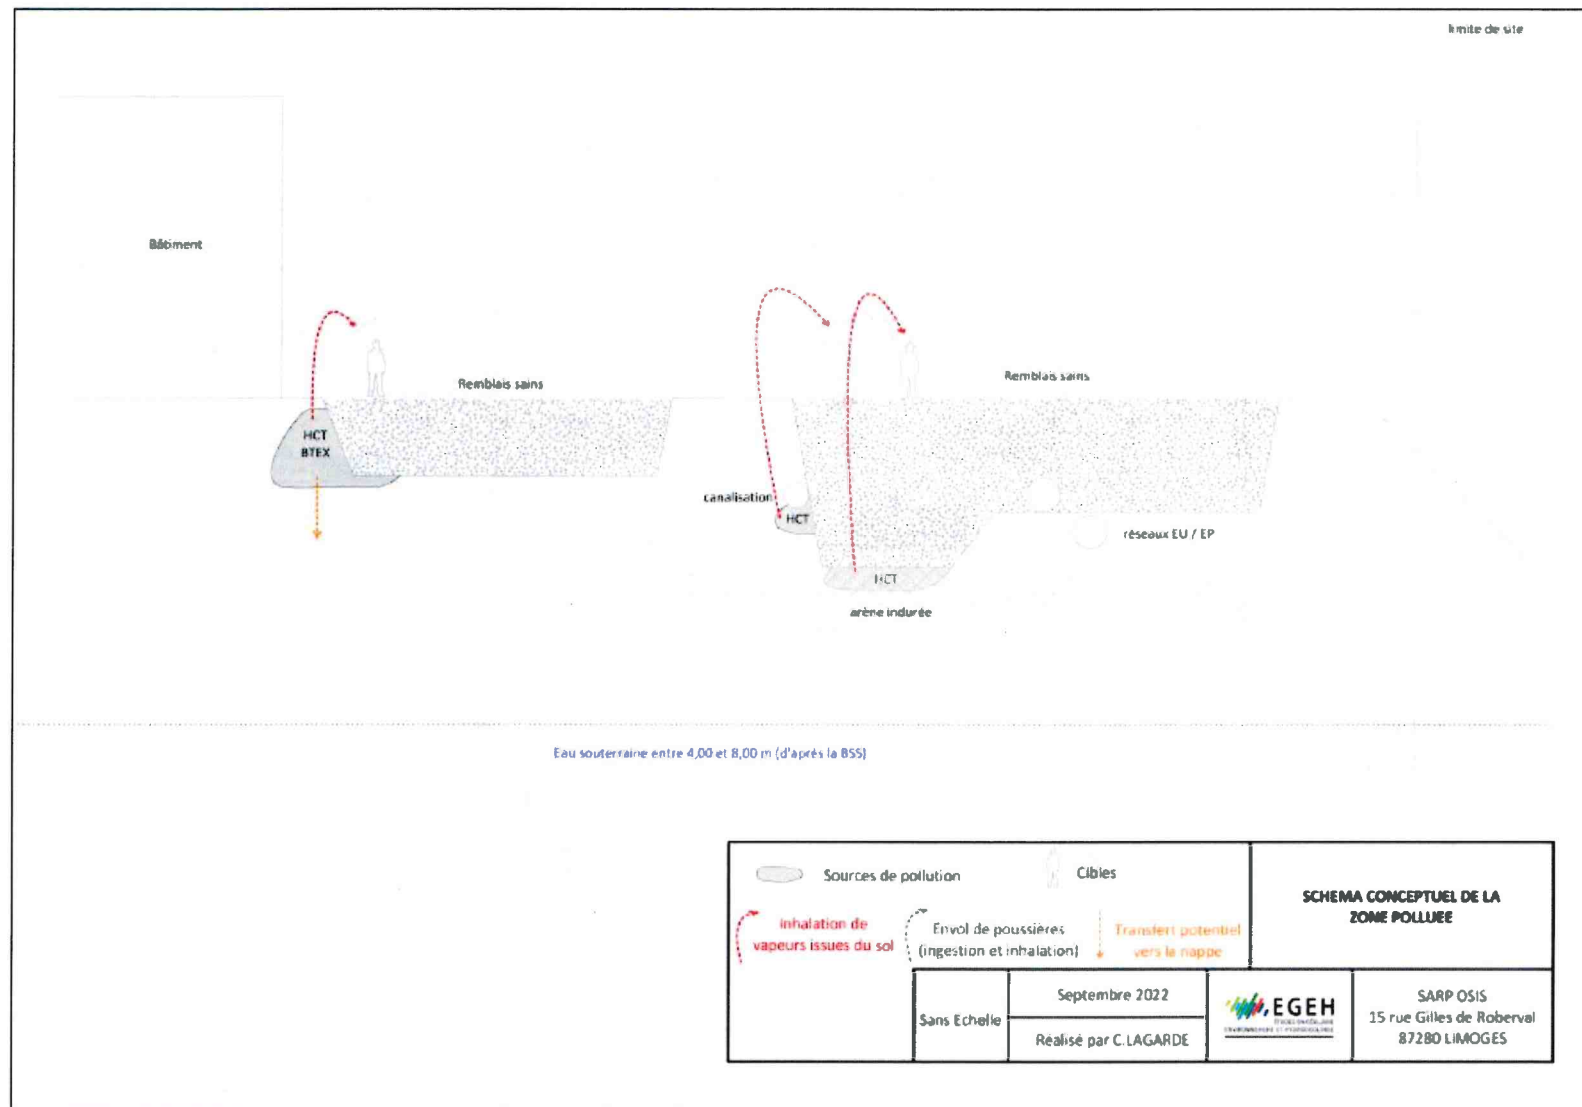 limite de site
Bâtiment
Remblais sains
Remblais sains
HCT
BTEX
canalisation
HCT
réseaux EU / EP
HCT
arène indurée
Eau souterraine entre 4,00 et 8,00 m (d'après la BSS)
Sources de pollution
Cibles
Inhalation de
vapeurs issues du sol
Envol de poussières
(ingestion et inhalation)
Transfert potentiel
vers la nappe
SCHEMA CONCEPTUEL DE LA
ZONE POLLUEE
Sans Echelle
Septembre 2022
Réalisé par C.LAGARDE
EGEH
SARP OSIS
15 rue Gilles de Roberval
87280 LIMOGES